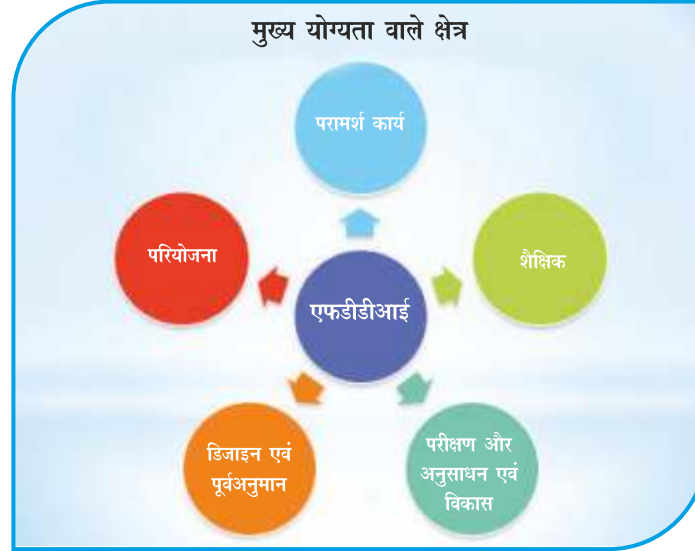 मुख्य योग्यता वाले क्षेत्र
परामर्श कार्य
परियोजना
शैक्षिक
एफडीडीआई
डिजाइन एवं
पूर्वअनुमान
परीक्षण और
अनुसाधन एवं
विकास